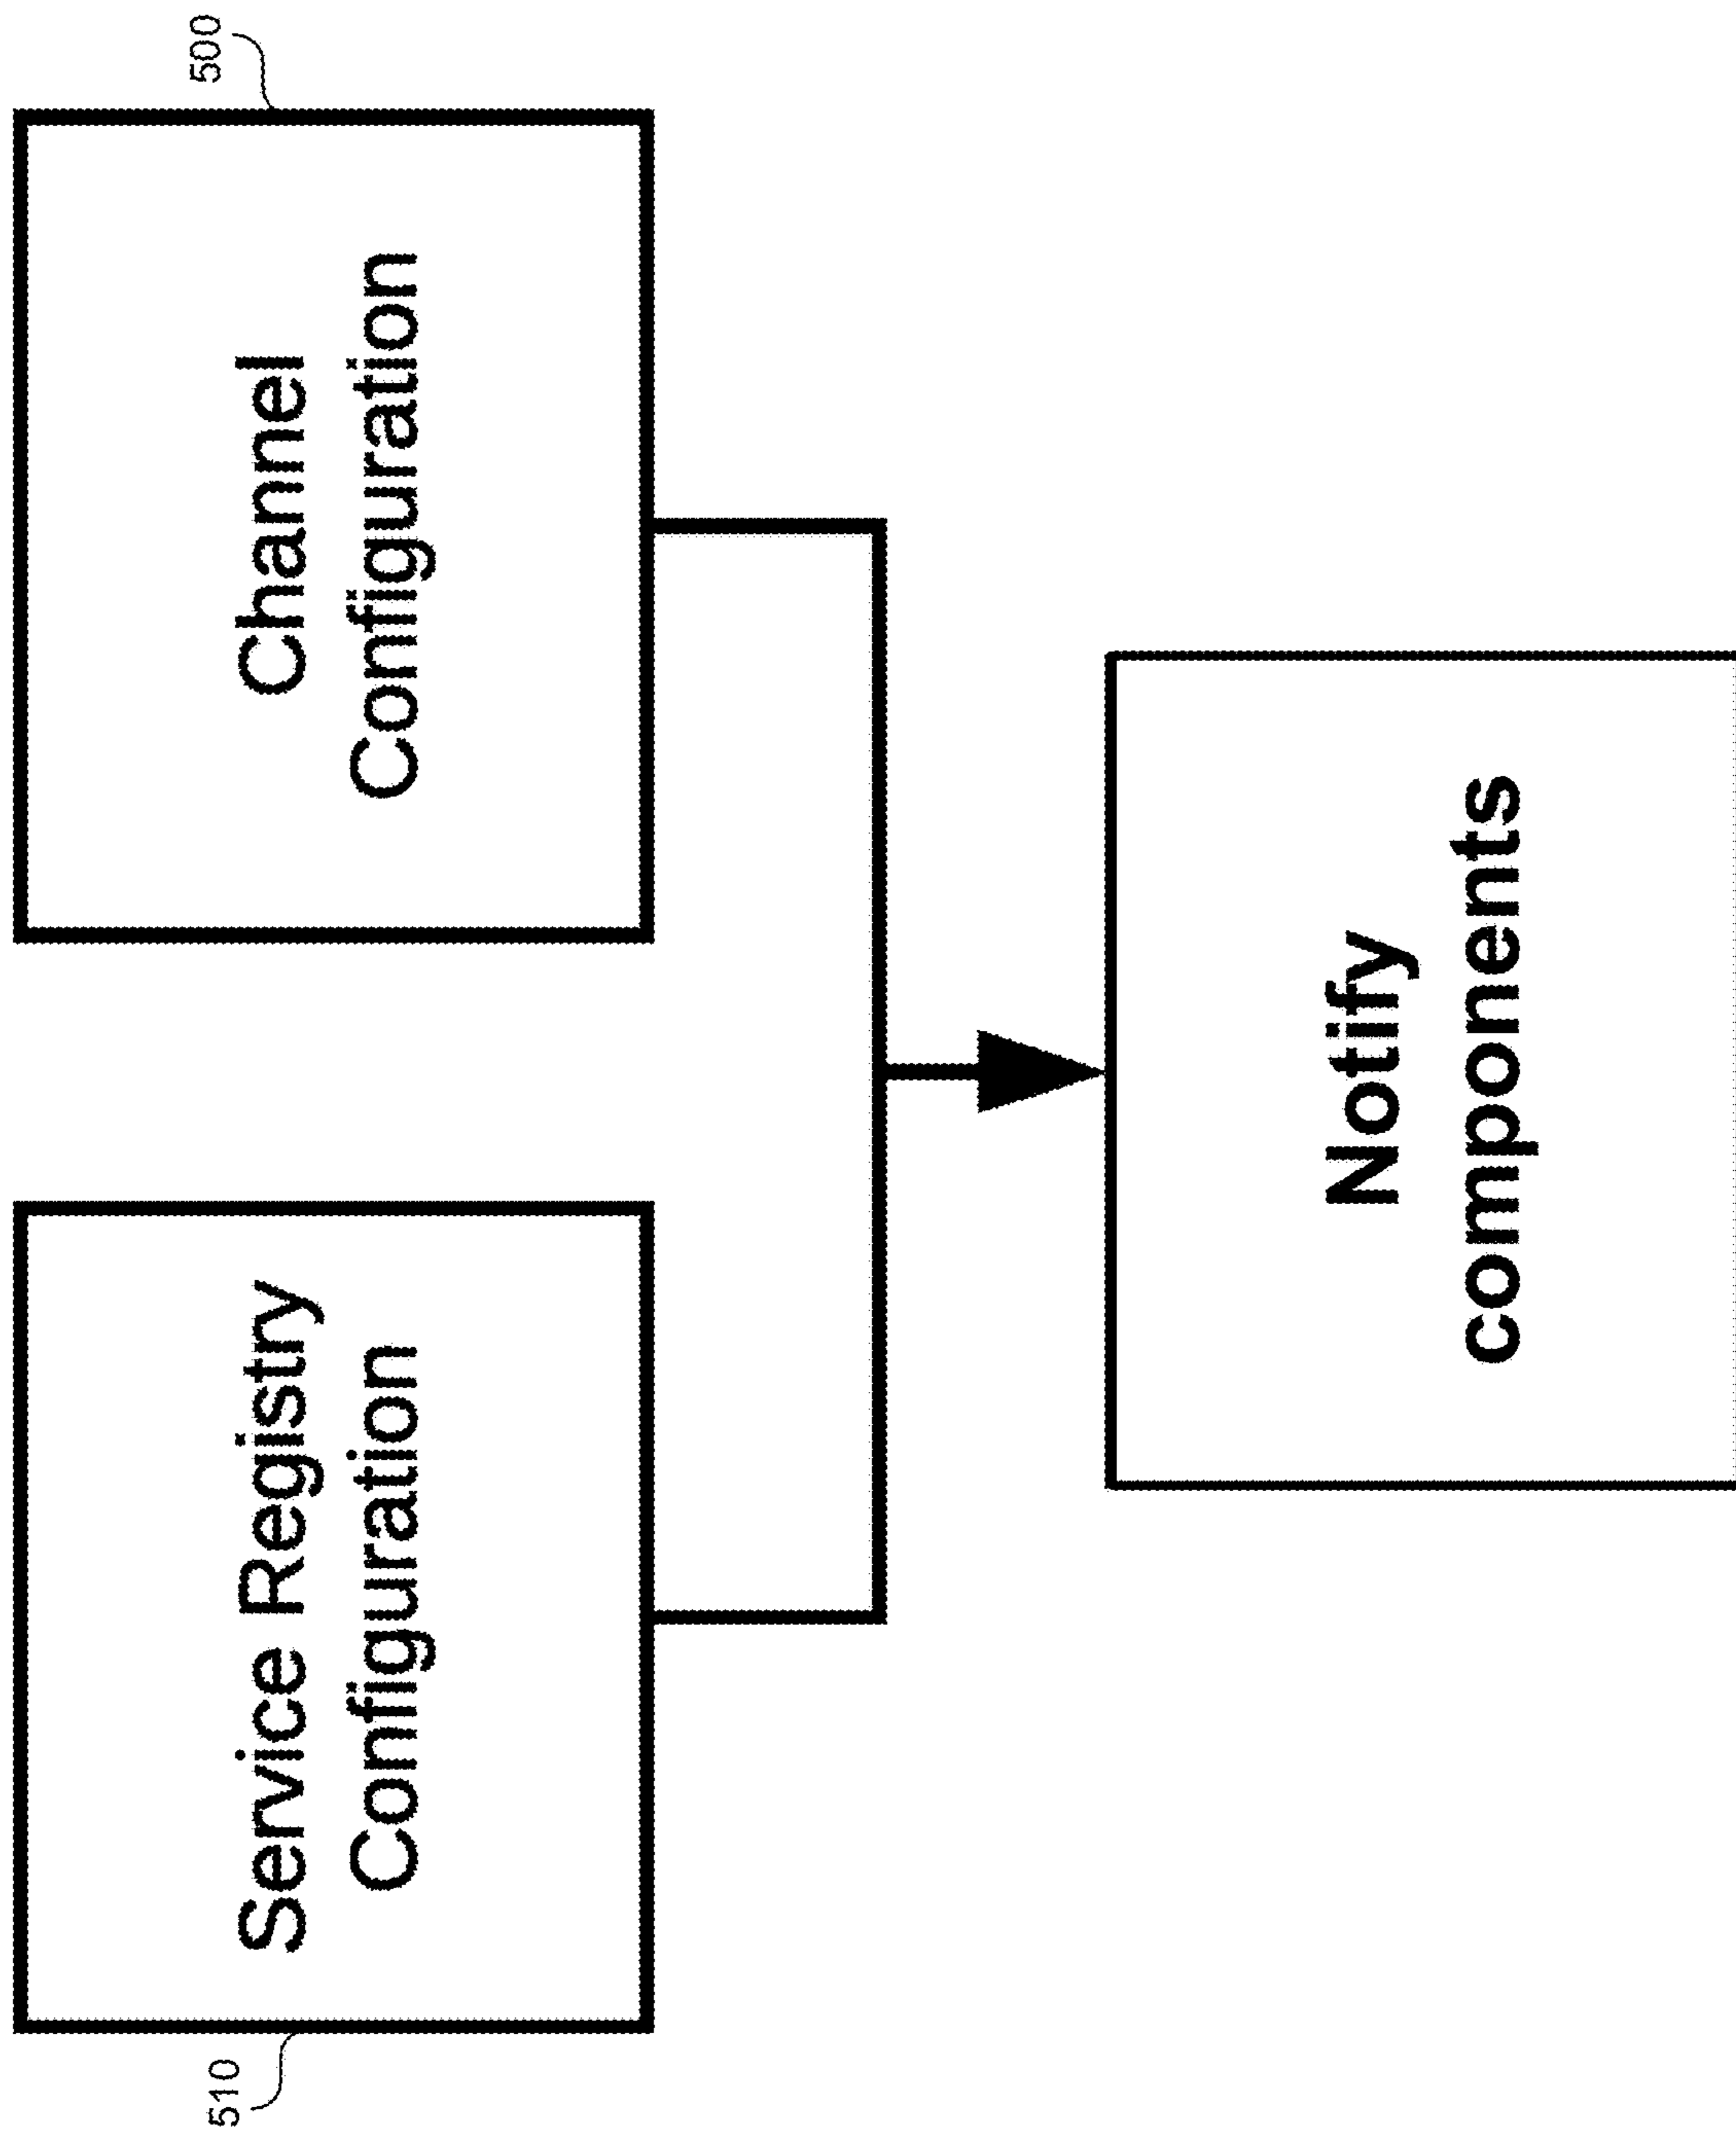 510
Service Registry
Configuration
500
Channel
Configuration
Notify
components